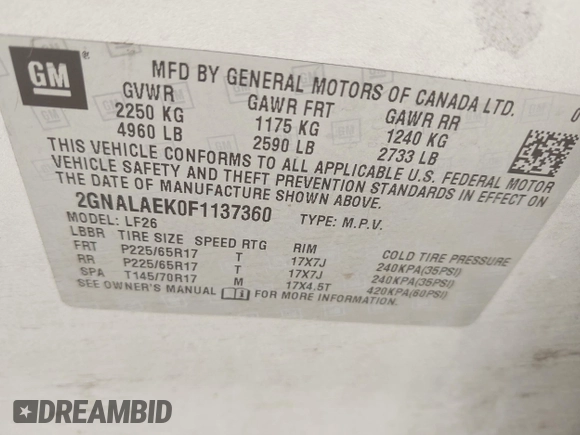 GM
MFD BY GENERAL MOTORS OF CANADA LTD.
GVWR GAWR FRT GAWR RR
2250 KG 1175 KG 1240 KG
4960 LB 2590 LB 2733 LB
THIS VEHICLE CONFORMS TO ALL APPLICABLE U.S. FEDERAL MOTOR
VEHICLE SAFETY AND THEFT PREVENTION STANDARDS IN EFFECT ON
THE DATE OF MANUFACTURE SHOWN ABOVE.
2GNALAEK0F1137360 TYPE: M.P.V.
MODEL: LF26
LBBR TIRE SIZE SPEED RTG RIM COLD TIRE PRESSURE
FRT P225/65R17 T 17X7J 240KPA(35PSI)
RR P225/65R17 T 17X7J 240KPA(35PSI)
SPA T145/70R17 M 17X4.5T 420KPA(60PSI)
SEE OWNER'S MANUAL FOR MORE INFORMATION.
DREAMBID